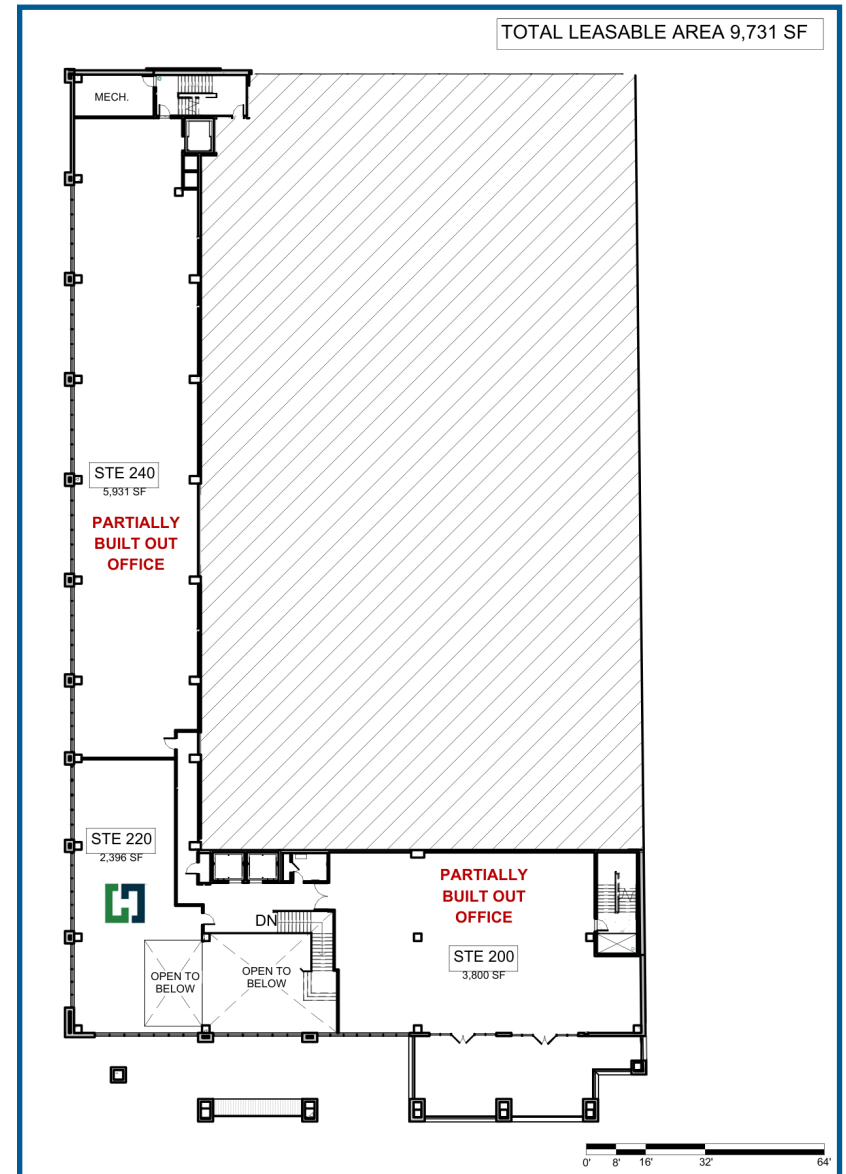 TOTAL LEASABLE AREA 9,731 SF
MECH.
STE 240
5,931 SF
PARTIALLY
BUILT OUT
OFFICE
STE 220
2,396 SF
PARTIALLY
BUILT OUT
OFFICE
DN
STE 200
3,800 SF
OPEN TO
BELOW
OPEN TO
BELOW
0' 8' 16' 32' 64'